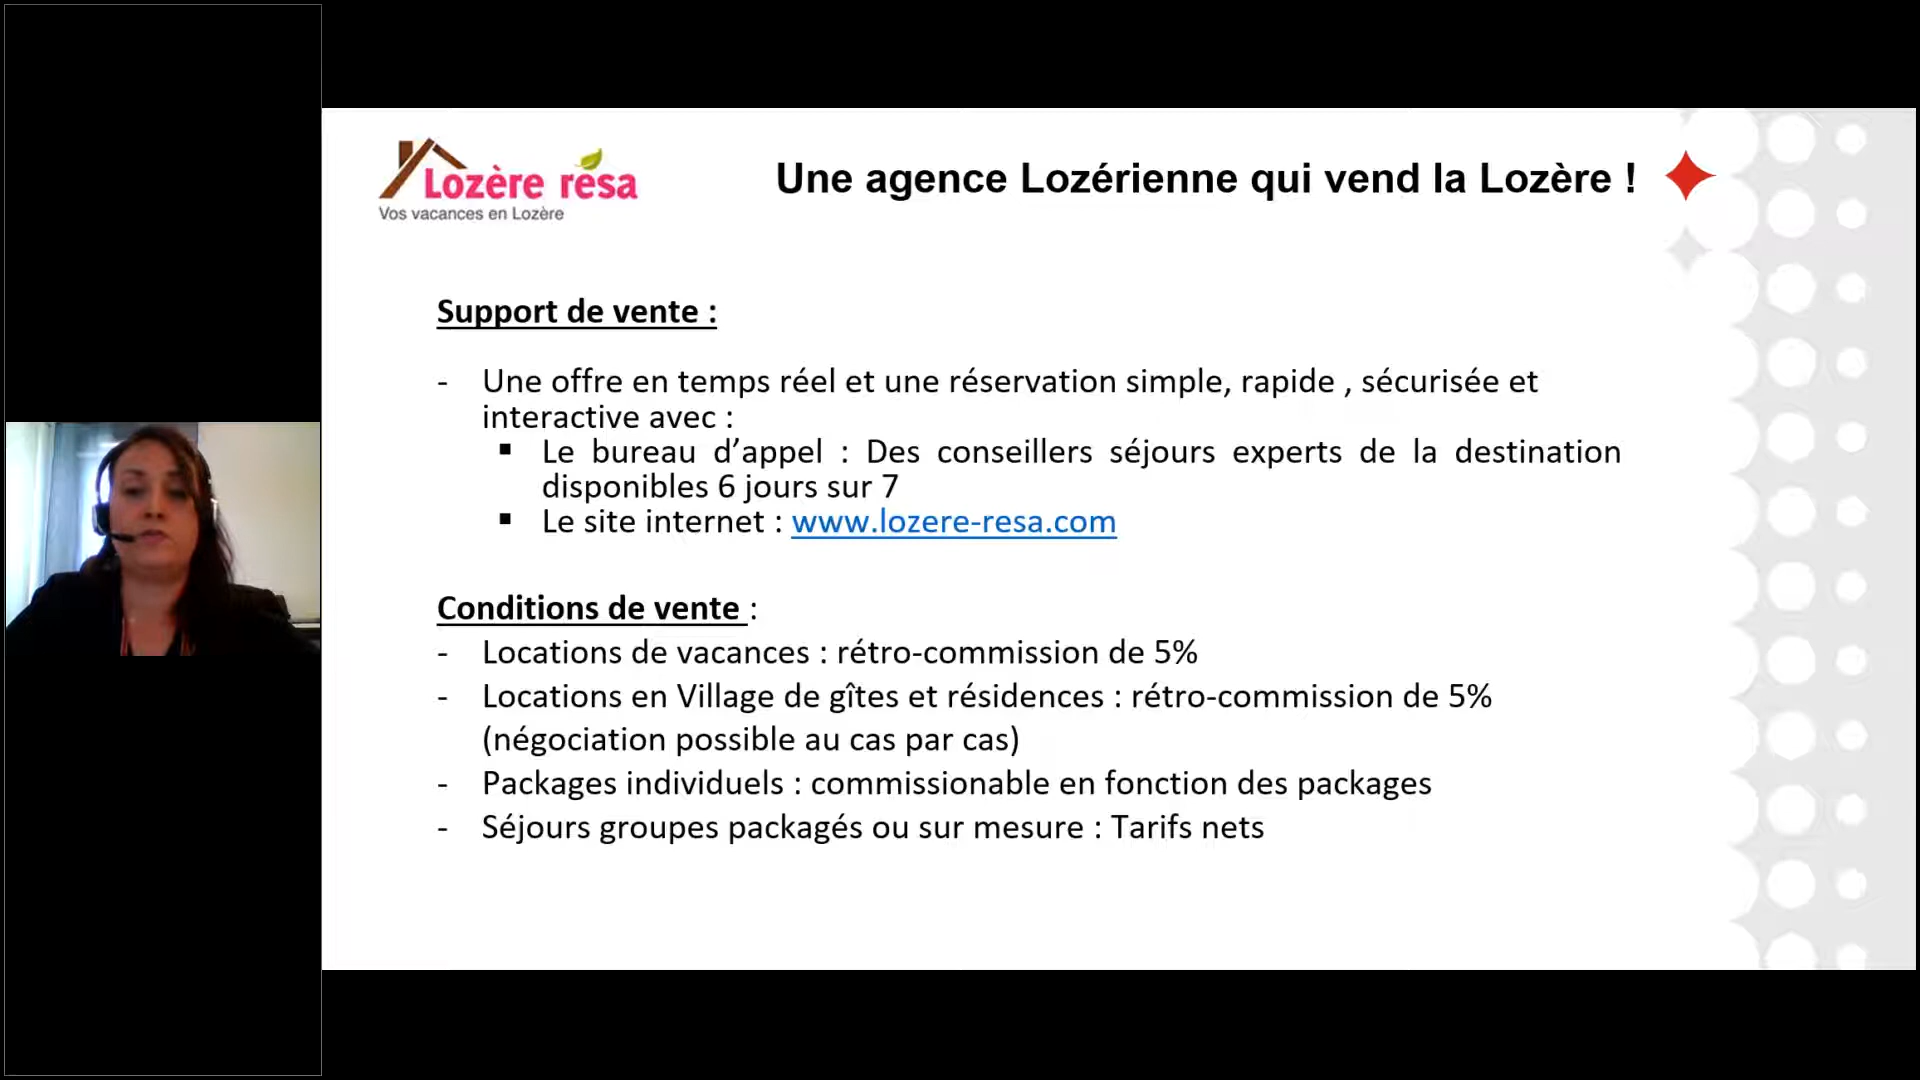 Lozère résa
Vos vacances en Lozère
Une agence Lozérienne qui vend la Lozère !
Support de vente :
- Une offre en temps réel et une réservation simple, rapide , sécurisée et
interactive avec :
▪ Le bureau d’appel : Des conseillers séjours experts de la destination
disponibles 6 jours sur 7
▪ Le site internet : www.lozere-resa.com
Conditions de vente :
- Locations de vacances : rétro-commission de 5%
- Locations en Village de gîtes et résidences : rétro-commission de 5%
(négociation possible au cas par cas)
- Packages individuels : commissionable en fonction des packages
- Séjours groupes packagés ou sur mesure : Tarifs nets